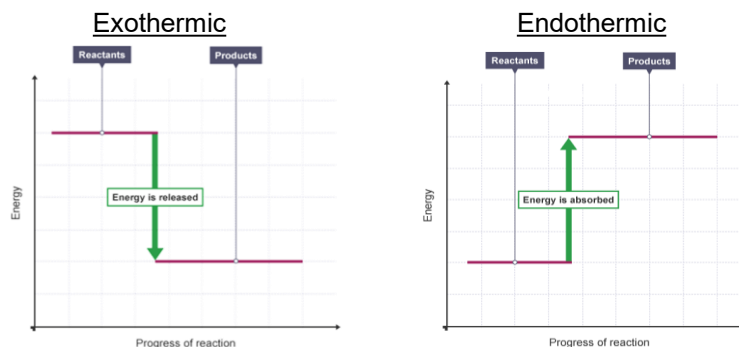 Exothermic
Reactants
Products
Energy
Energy is released
Progress of reaction
Endothermic
Reactants
Products
Energy
Energy is absorbed
Progress of reaction